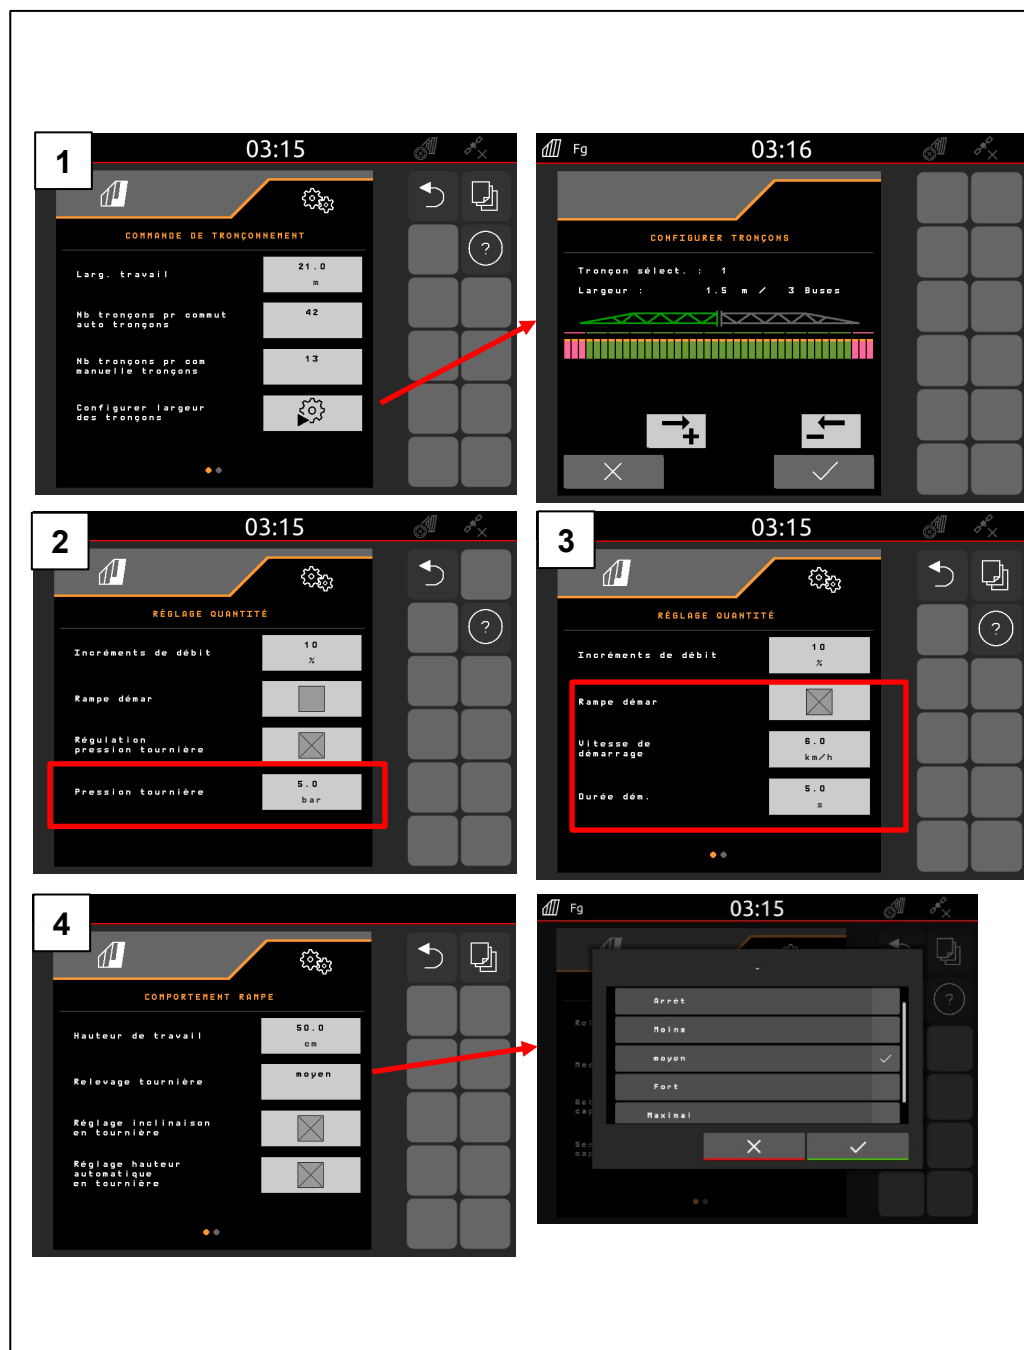 1
03:15
COMMANDE DE TRONÇONNEMENT
Larg. travail
21.0
m
Nb tronçons pr commut
auto tronçons
42
Nb tronçons pr com
manuelle tronçons
13
Configurer largeur
des tronçons
?
Fg
03:16
CONFIGURER TRONÇONS
Tronçon sélect. : 1
Largeur : 1.5 m / 3 Buses
2
03:15
RÉGLAGE QUANTITÉ
Incréments de débit
10
%
Rampe démar
Régulation
pression tournière
Pression tournière
5.0
bar
?
3
03:15
RÉGLAGE QUANTITÉ
Incréments de débit
10
%
Rampe démar
Vitesse de
démarrage
6.0
km/h
Durée dém.
5.0
s
?
4
COMPORTEMENT RAMPE
Hauteur de travail
50.0
cm
Relevage tournière
moyen
Réglage inclinaison
en tournière
Réglage hauteur
automatique
en tournière
Fg
03:15
-
Arrêt
Moins
moyen
Fort
Maximal
?